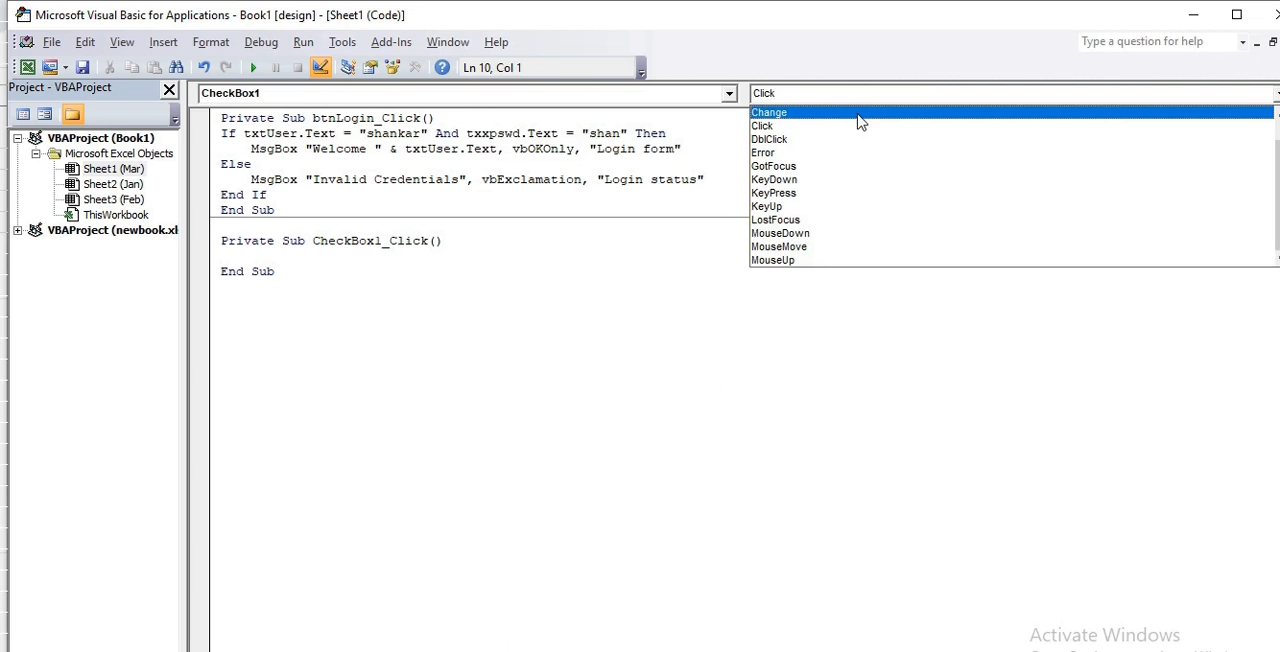 Microsoft Visual Basic for Applications - Book1 [design] - [Sheet1 (Code)]
File Edit View Insert Format Debug Run Tools Add-Ins Window Help
Type a question for help
Ln 10, Col 1
Project - VBAProject
CheckBox1
Click
VBAProject (Book1)
Microsoft Excel Objects
Sheet1 (Mar)
Sheet2 (Jan)
Sheet3 (Feb)
ThisWorkbook
VBAProject (newbook.xl
Private Sub btnLogin_Click()
If txtUser.Text = "shankar" And txxpswd.Text = "shan" Then
MsgBox "Welcome " & txtUser.Text, vbOKOnly, "Login form"
Else
MsgBox "Invalid Credentials", vbExclamation, "Login status"
End If
End Sub
Private Sub CheckBox1_Click()
End Sub
Change
Click
DblClick
Error
GotFocus
KeyDown
KeyPress
KeyUp
LostFocus
MouseDown
MouseMove
MouseUp
Activate Windows